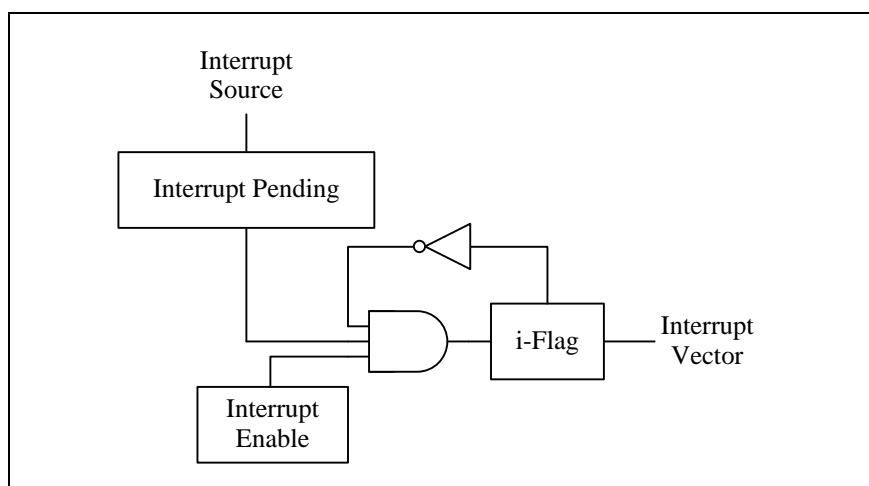 Interrupt
Source
Interrupt Pending
i-Flag
Interrupt
Vector
Interrupt
Enable